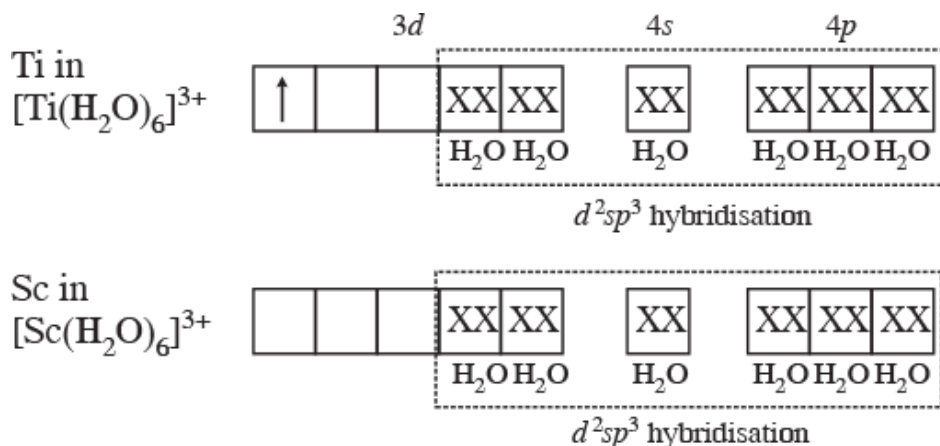 3d 4s 4p
Ti in
[Ti(H₂O)₆]³⁺
↑ XX XX XX XX XX XX
H₂O H₂O H₂O H₂O H₂O H₂O
d²sp³ hybridisation
Sc in
[Sc(H₂O)₆]³⁺
XX XX XX XX XX XX
H₂O H₂O H₂O H₂O H₂O H₂O
d²sp³ hybridisation